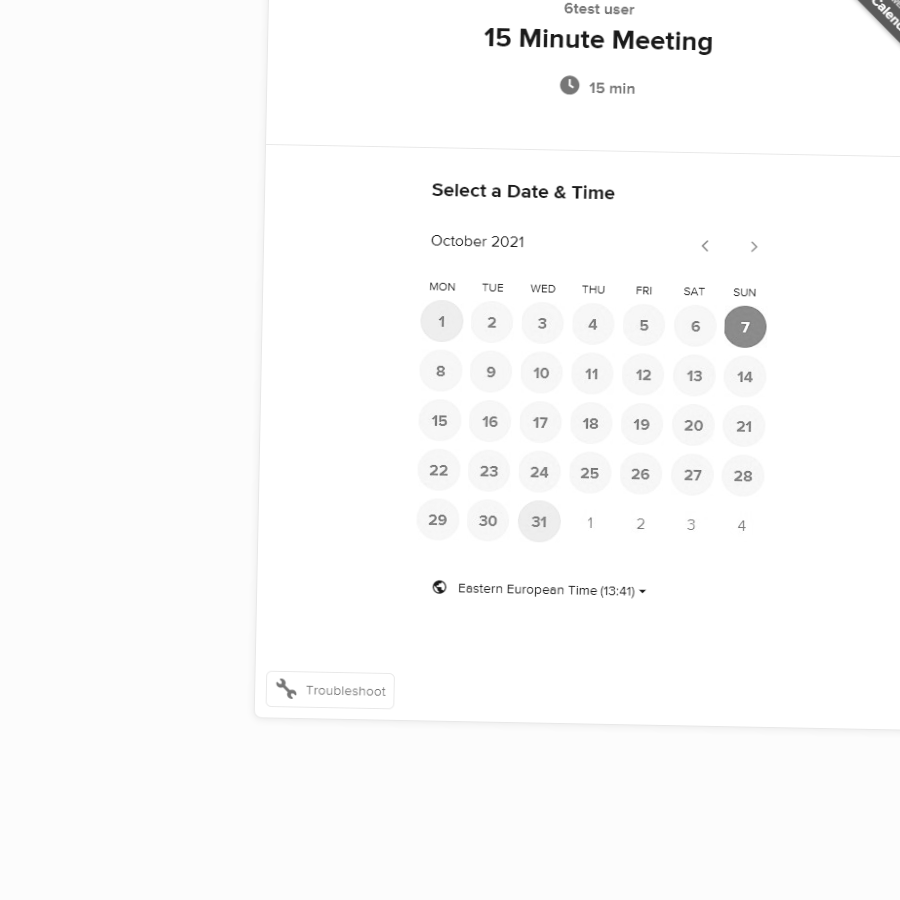 6test user
15 Minute Meeting
15 min
Select a Date & Time
October 2021
MON TUE WED THU FRI SAT SUN
1 2 3 4 5 6 7
8 9 10 11 12 13 14
15 16 17 18 19 20 21
22 23 24 25 26 27 28
29 30 31 1 2 3 4
Eastern European Time (13:41)
Troubleshoot